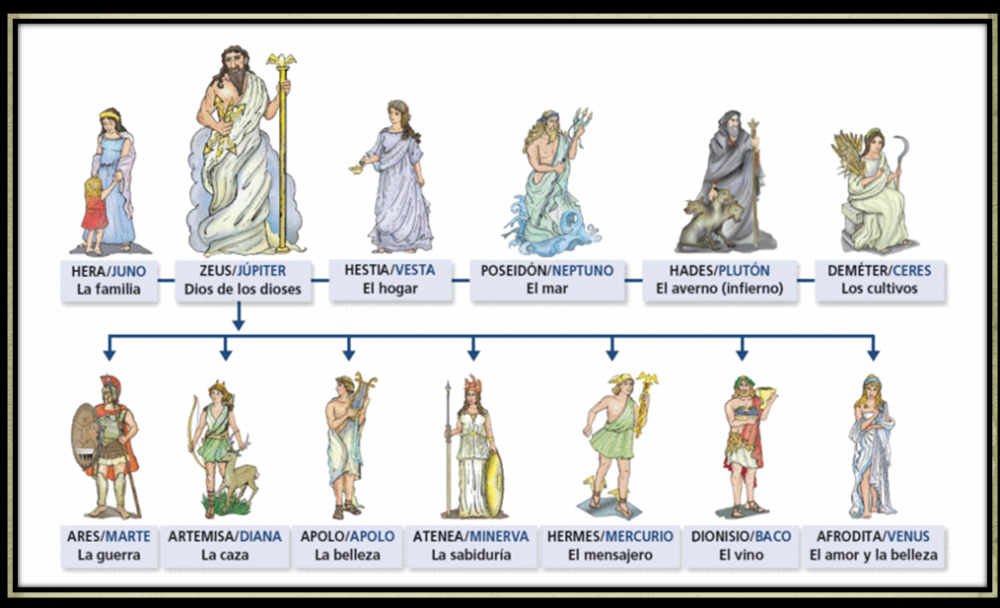 HERA/JUNO
La familia
ZEUS/JÚPITER
Dios de los dioses
HESTIA/VESTA
El hogar
POSEIDÓN/NEPTUNO
El mar
HADES/PLUTÓN
El averno (infierno)
DEMÉTER/CERES
Los cultivos
ARES/MARTE
La guerra
ARTEMISA/DIANA
La caza
APOLO/APOLO
La belleza
ATENEA/MINERVA
La sabiduría
HERMES/MERCURIO
El mensajero
DIONISIO/BACO
El vino
AFRODITA/VENUS
El amor y la belleza